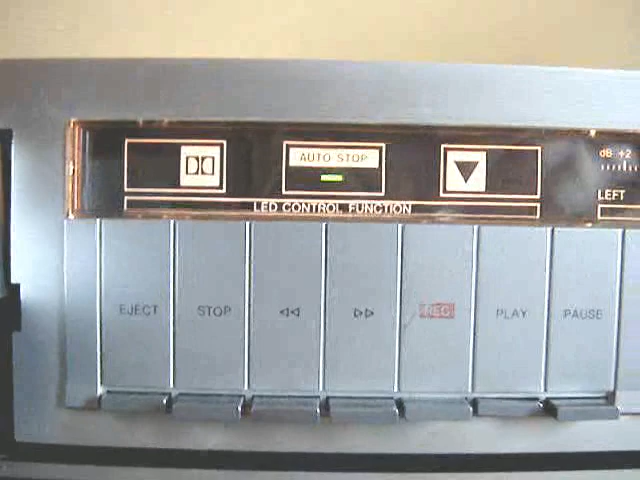 AUTO STOP
dB +2
LEFT
LED CONTROL FUNCTION
EJECT STOP REC PLAY PAUSE